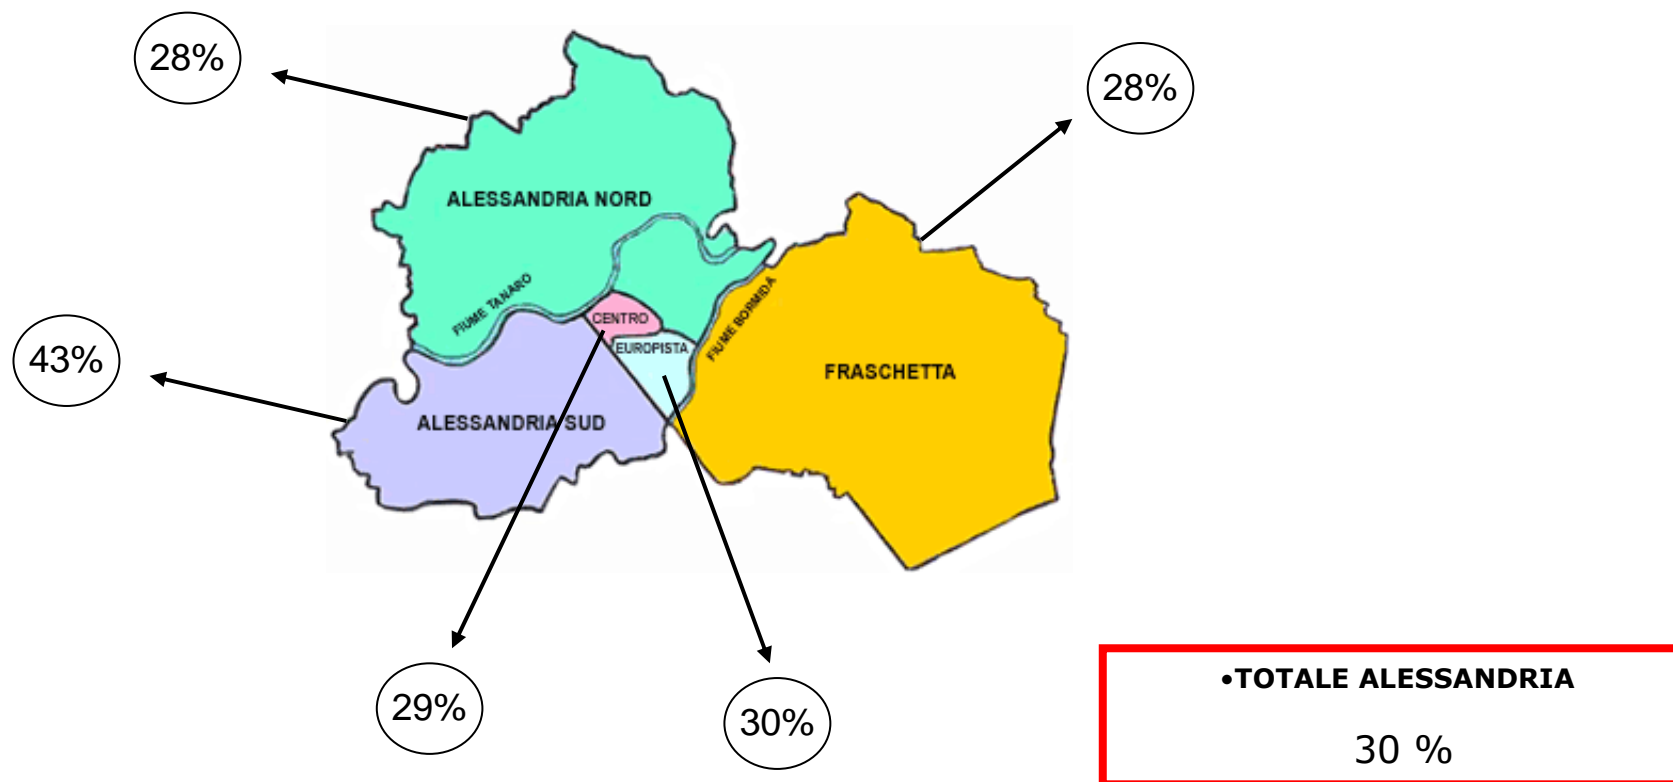 28%
28%
ALESSANDRIA NORD
FIUME TANARO
FIUME BORMIDA
CENTRO
EUROPISTA
43%
FRASCHETTA
ALESSANDRIA SUD
29%
30%
•TOTALE ALESSANDRIA
30 %